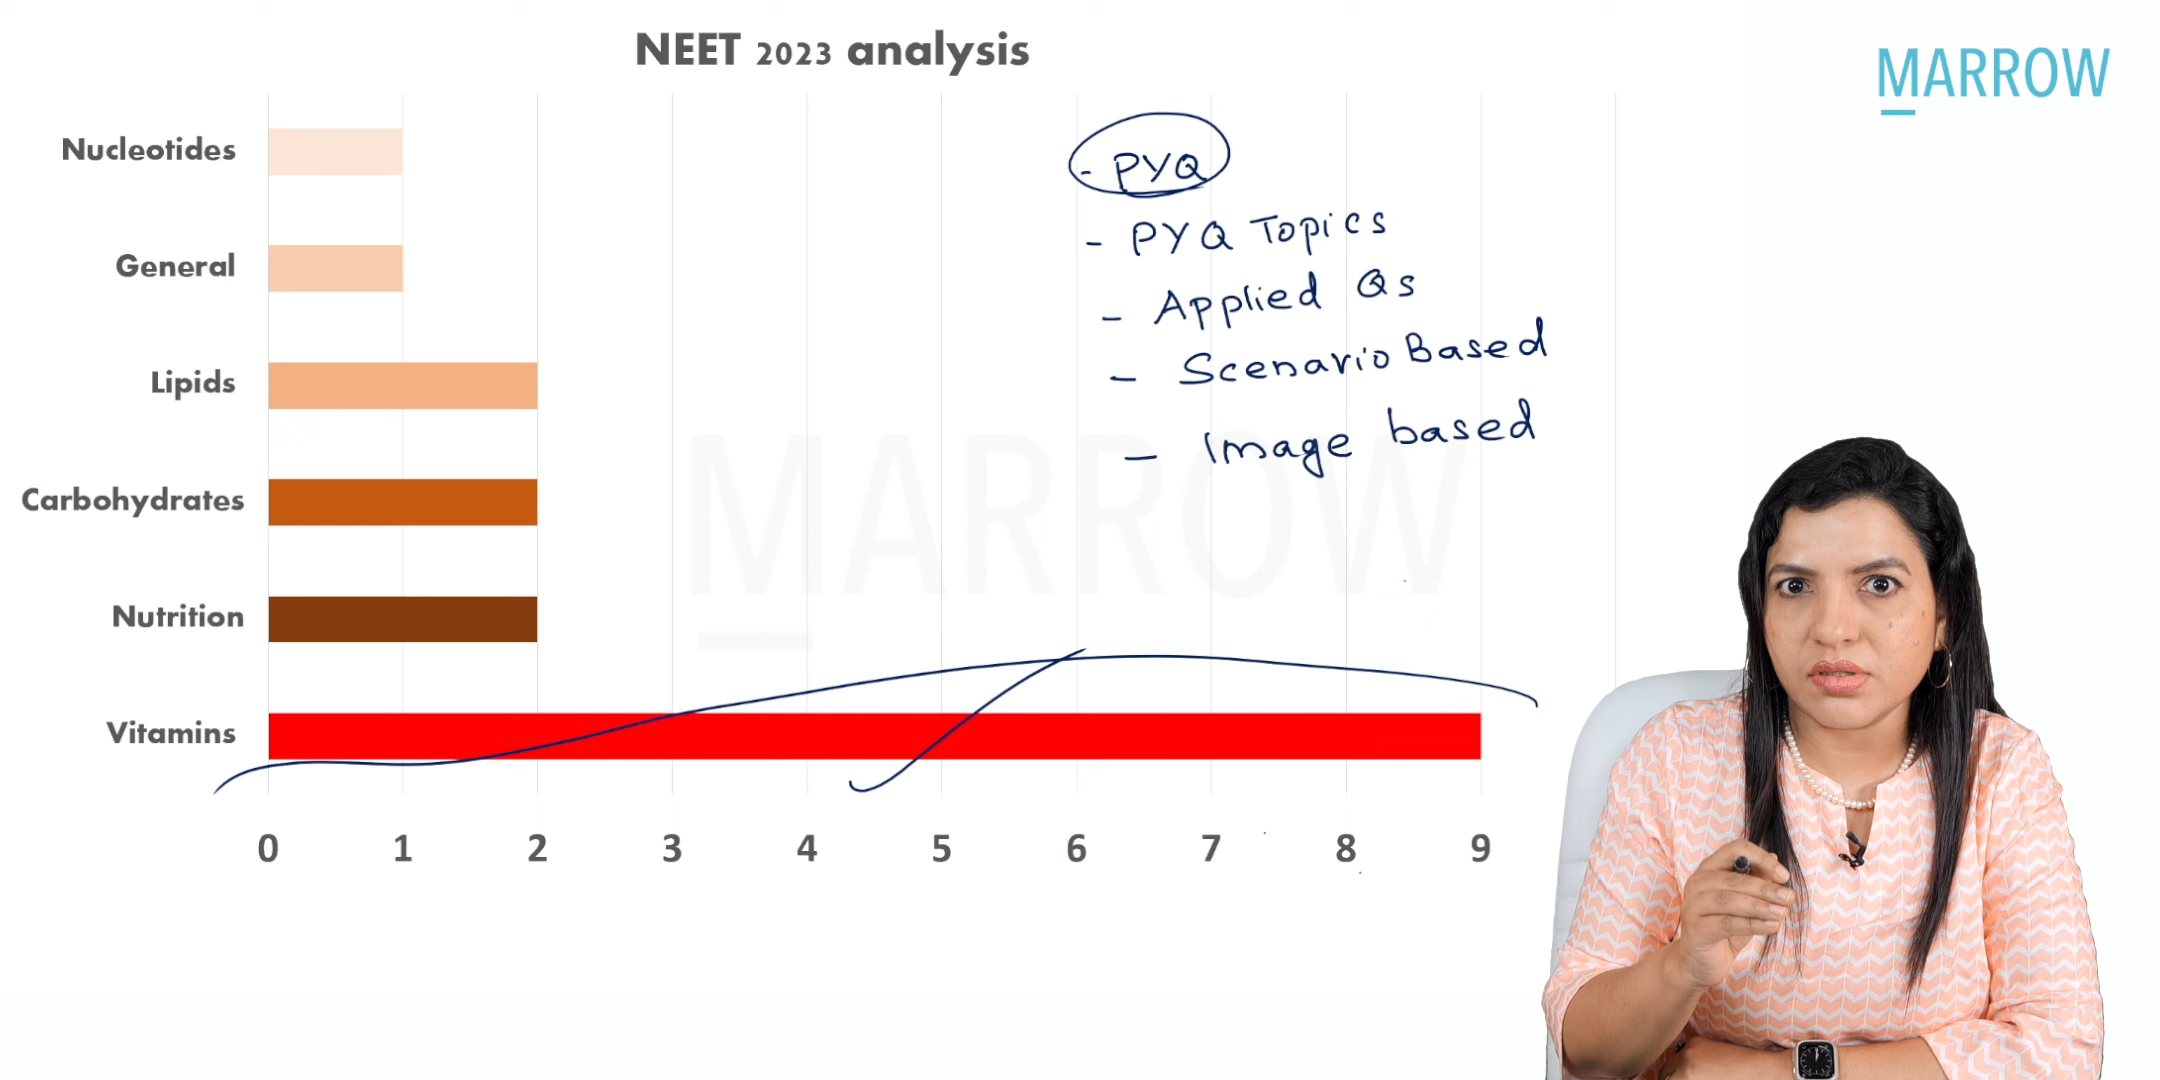 NEET 2023 analysis
MARROW
Nucleotides
General
Lipids
Carbohydrates
Nutrition
Vitamins
0 1 2 3 4 5 6 7 8 9
- PYQ
- PYQ Topics
- Applied Qs
- Scenario Based
- Image based
MARROW